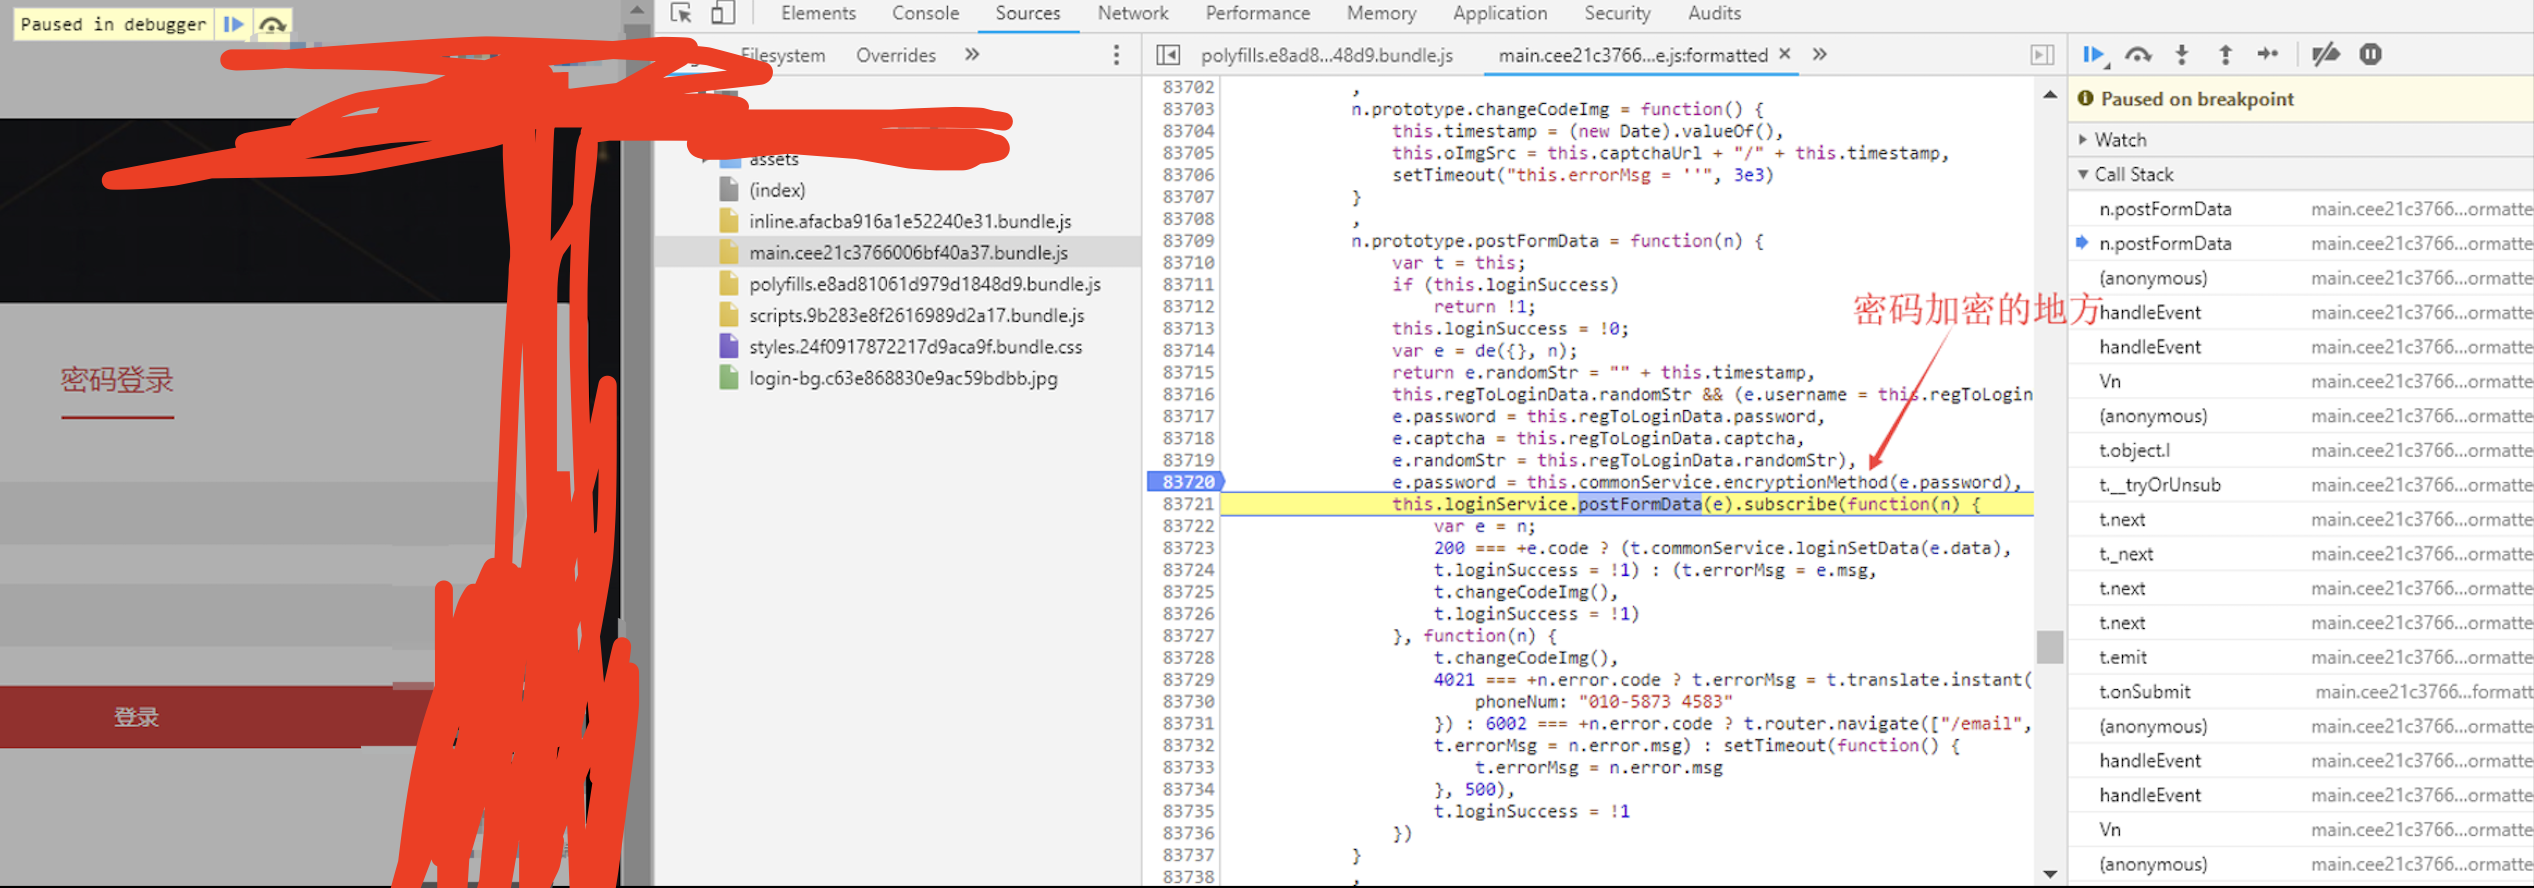 Paused in debugger
Elements Console Sources Network Performance Memory Application Security Audits
Filesystem Overrides »
polyfills.e8ad8...48d9.bundle.js main.cee21c3766...e.js:formatted × »
密码登录
登录
assets
(index)
inline.afacba916a1e52240e31.bundle.js
main.cee21c3766006bf40a37.bundle.js
polyfills.e8ad81061d979d1848d9.bundle.js
scripts.9b283e8f2616989d2a17.bundle.js
styles.24f0917872217d9aca9f.bundle.css
login-bg.c63e868830e9ac59bdbb.jpg
83702 ,
83703 n.prototype.changeCodeImg = function() {
83704 this.timestamp = (new Date).valueOf(),
83705 this.oImgSrc = this.captchaUrl + "/" + this.timestamp,
83706 setTimeout("this.errorMsg = ''", 3e3)
83707 }
83708 ,
83709 n.prototype.postFormData = function(n) {
83710 var t = this;
83711 if (this.loginSuccess)
83712 return !1;
83713 this.loginSuccess = !0;
83714 var e = de({}, n);
83715 return e.randomStr = "" + this.timestamp,
83716 this.regToLoginData.randomStr && (e.username = this.regToLogin
83717 e.password = this.regToLoginData.password,
83718 e.captcha = this.regToLoginData.captcha,
83719 e.randomStr = this.regToLoginData.randomStr),
83720 e.password = this.commonService.encryptionMethod(e.password),
83721 this.loginService.postFormData(e).subscribe(function(n) {
83722 var e = n;
83723 200 === +e.code ? (t.commonService.loginSetData(e.data),
83724 t.loginSuccess = !1) : (t.errorMsg = e.msg,
83725 t.changeCodeImg(),
83726 t.loginSuccess = !1)
83727 }, function(n) {
83728 t.changeCodeImg(),
83729 4021 === +n.error.code ? t.errorMsg = t.translate.instant(
83730 phoneNum: "010-5873 4583"
83731 }) : 6002 === +n.error.code ? t.router.navigate(["/email",
83732 t.errorMsg = n.error.msg) : setTimeout(function() {
83733 t.errorMsg = n.error.msg
83734 }, 500),
83735 t.loginSuccess = !1
83736 })
83737 }
83738 ,
密码加密的地方
Paused on breakpoint
Watch
Call Stack
n.postFormData main.cee21c3766...ormatte
n.postFormData main.cee21c3766...ormatte
(anonymous) main.cee21c3766...ormatte
handleEvent main.cee21c3766...ormatte
handleEvent main.cee21c3766...ormatte
Vn main.cee21c3766...ormatte
(anonymous) main.cee21c3766...ormatte
t.object.l main.cee21c3766...ormatte
t.__tryOrUnsub main.cee21c3766...ormatte
t.next main.cee21c3766...ormatte
t._next main.cee21c3766...ormatte
t.next main.cee21c3766...ormatte
t.next main.cee21c3766...ormatte
t.emit main.cee21c3766...ormatte
t.onSubmit main.cee21c3766...formatt
(anonymous) main.cee21c3766...ormatte
handleEvent main.cee21c3766...ormatte
handleEvent main.cee21c3766...ormatte
Vn main.cee21c3766...ormatte
(anonymous) main.cee21c3766...ormatte